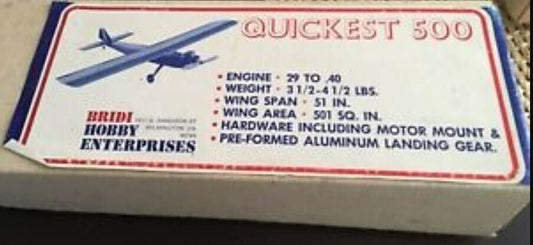 QUICKEST 500
• ENGINE • 29 TO .40
• WEIGHT • 3 1/2-4 1/2 LBS.
• WING SPAN • 51 IN.
• WING AREA • 501 SQ. IN.
• HARDWARE INCLUDING MOTOR MOUNT &
• PRE-FORMED ALUMINUM LANDING GEAR.
BRIDI
HOBBY
ENTERPRISES